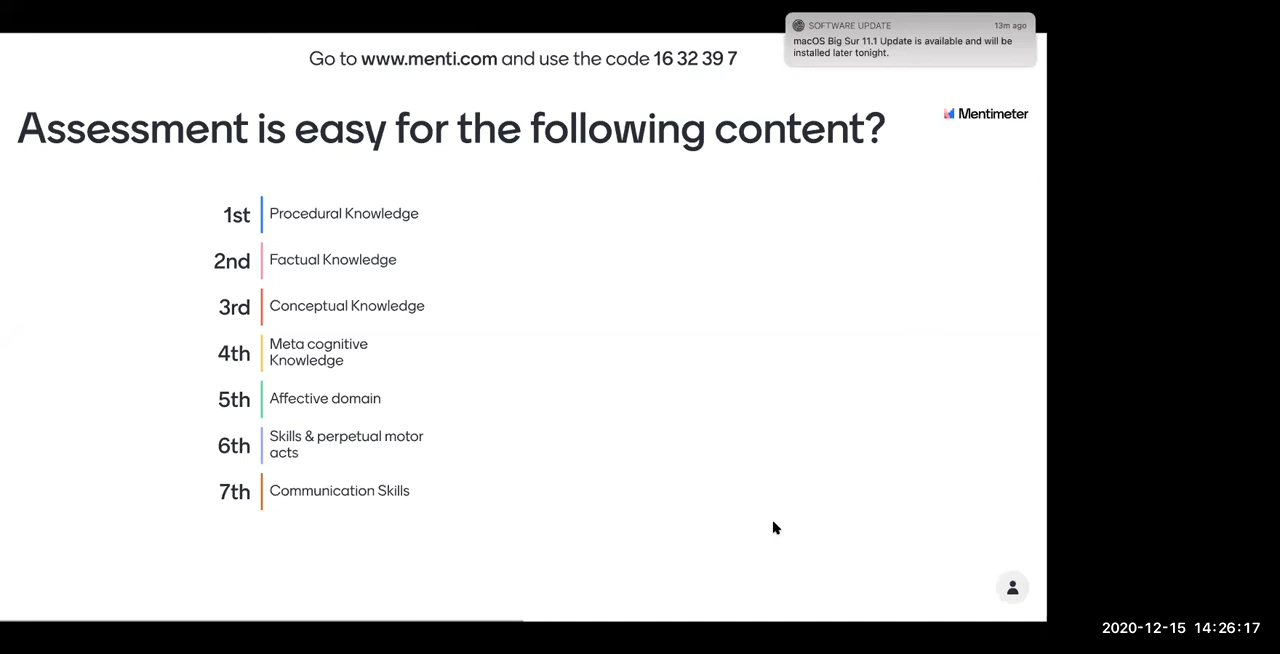 SOFTWARE UPDATE 13m ago
macOS Big Sur 11.1 Update is available and will be
installed later tonight.
Go to www.menti.com and use the code 16 32 39 7
Mentimeter
Assessment is easy for the following content?
1st Procedural Knowledge
2nd Factual Knowledge
3rd Conceptual Knowledge
4th Meta cognitive
Knowledge
5th Affective domain
6th Skills & perpetual motor
acts
7th Communication Skills
2020-12-15 14:26:17